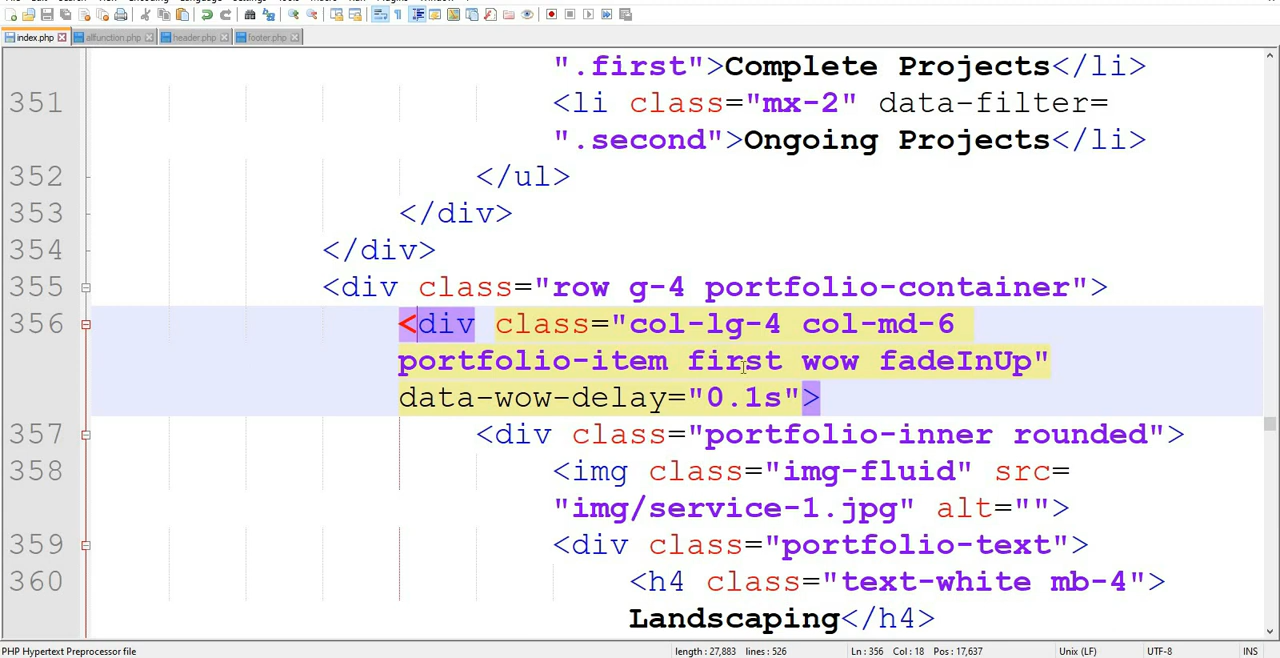 index.php allfunction.php header.php footer.php
".first">Complete Projects</li>
351 <li class="mx-2" data-filter=
".second">Ongoing Projects</li>
352 </ul>
353 </div>
354 </div>
355 <div class="row g-4 portfolio-container">
356 <div class="col-lg-4 col-md-6
portfolio-item first wow fadeInUp"
data-wow-delay="0.1s">
357 <div class="portfolio-inner rounded">
358 <img class="img-fluid" src=
"img/service-1.jpg" alt="">
359 <div class="portfolio-text">
360 <h4 class="text-white mb-4">
Landscaping</h4>
PHP Hypertext Preprocessor file length : 27,883 lines : 526 Ln : 356 Col : 18 Pos : 17,637 Unix (LF) UTF-8 INS